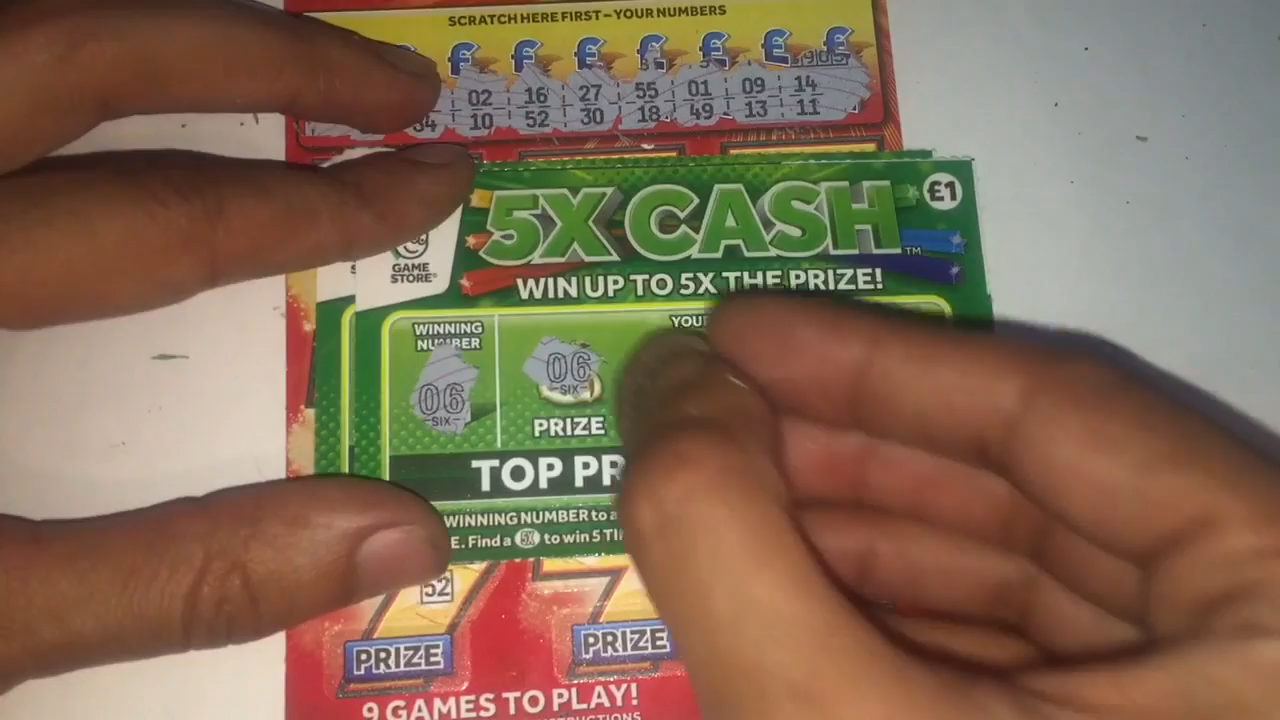 SCRATCH HERE FIRST – YOUR NUMBERS
£ £ £ £ £ £ £
02 16 27 55 01 09 14
34 10 52 30 18 49 13 11
5X CASH
TM
£1
GAME
STORE®
WIN UP TO 5X THE PRIZE!
WINNING
NUMBER
YOUR
06
SIX
06
SIX
PRIZE
TOP
WINNING NUMBER to
E. Find a 5X to win 5
52
PRIZE
PRIZE
9 GAMES TO PLAY!